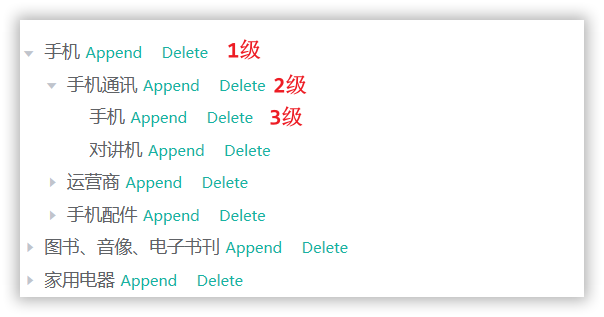 手机 Append Delete 1级
手机通讯 Append Delete 2级
手机 Append Delete 3级
对讲机 Append Delete
运营商 Append Delete
手机配件 Append Delete
图书、音像、电子书刊 Append Delete
家用电器 Append Delete